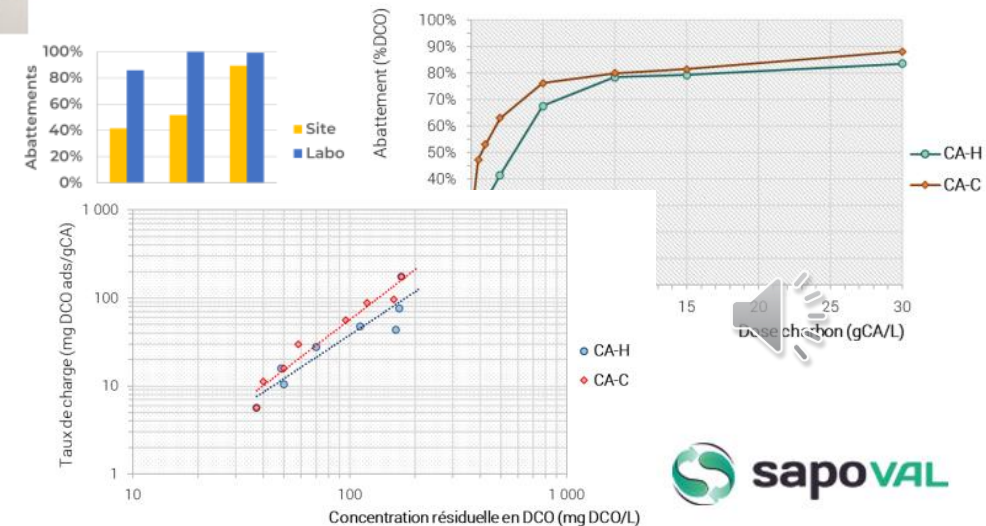 Abattements
100%
80%
60%
40%
20%
0%
Site
Labo
Abattement (%DCO)
100%
90%
80%
70%
60%
50%
40%
15
20
25
30
Dose charbon (gCA/L)
CA-H
CA-C
Taux de charge (mg DCO ads/gCA)
1 000
100
10
1
10
100
1 000
Concentration résiduelle en DCO (mg DCO/L)
CA-H
CA-C
sapoVAL